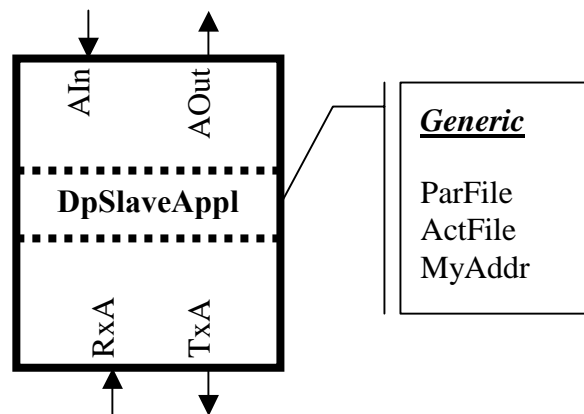 AIn
AOut
DpSlaveAppl
RxA
TxA
Generic
ParFile
ActFile
MyAddr